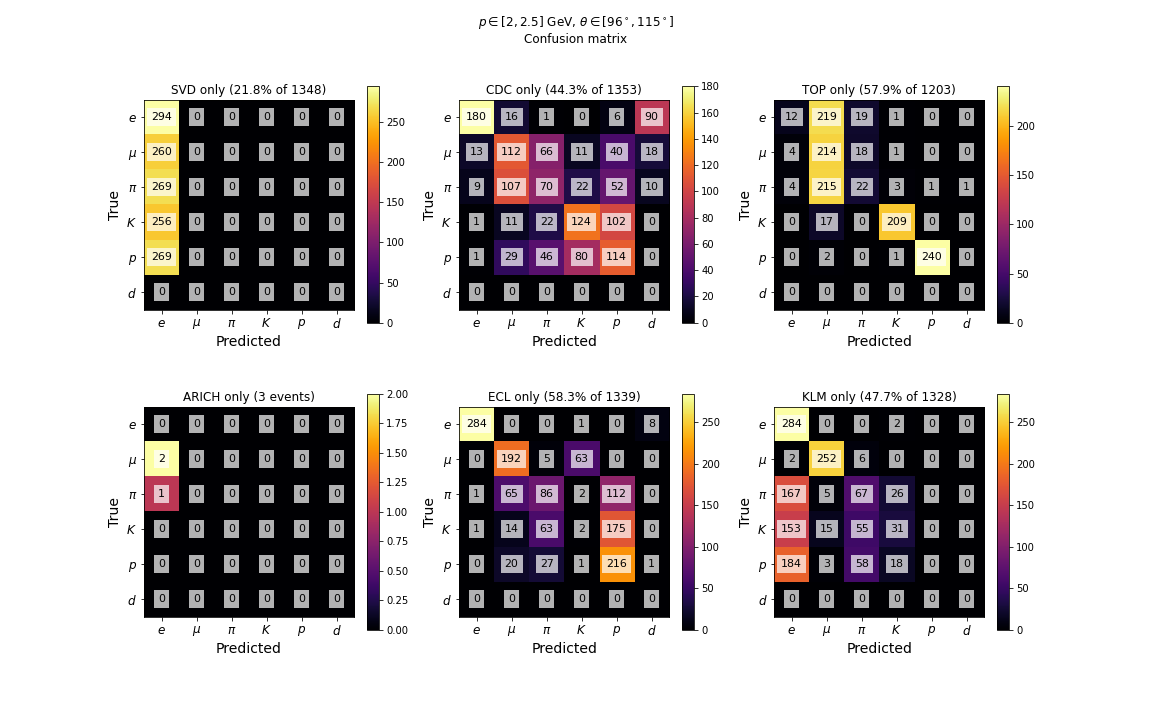 p ∈ [2, 2.5] GeV, θ ∈ [96°, 115°]
Confusion matrix
SVD only (21.8% of 1348)
e 294 0 0 0 0 0
μ 260 0 0 0 0 0
π 269 0 0 0 0 0
K 256 0 0 0 0 0
p 269 0 0 0 0 0
d 0 0 0 0 0 0
e μ π K p d
True
Predicted
250
200
150
100
50
0
CDC only (44.3% of 1353)
e 180 16 1 0 6 90
μ 13 112 66 11 40 18
π 9 107 70 22 52 10
K 1 11 22 124 102 0
p 1 29 46 80 114 0
d 0 0 0 0 0 0
e μ π K p d
True
Predicted
180
160
140
120
100
80
60
40
20
0
TOP only (57.9% of 1203)
e 12 219 19 1 0 0
μ 4 214 18 1 0 0
π 4 215 22 3 1 1
K 0 17 0 209 0 0
p 0 2 0 1 240 0
d 0 0 0 0 0 0
e μ π K p d
True
Predicted
200
150
100
50
0
ARICH only (3 events)
e 0 0 0 0 0 0
μ 2 0 0 0 0 0
π 1 0 0 0 0 0
K 0 0 0 0 0 0
p 0 0 0 0 0 0
d 0 0 0 0 0 0
e μ π K p d
True
Predicted
2.00
1.75
1.50
1.25
1.00
0.75
0.50
0.25
0.00
ECL only (58.3% of 1339)
e 284 0 0 1 0 8
μ 0 192 5 63 0 0
π 1 65 86 2 112 0
K 1 14 63 2 175 0
p 0 20 27 1 216 1
d 0 0 0 0 0 0
e μ π K p d
True
Predicted
250
200
150
100
50
0
KLM only (47.7% of 1328)
e 284 0 0 2 0 0
μ 2 252 6 0 0 0
π 167 5 67 26 0 0
K 153 15 55 31 0 0
p 184 3 58 18 0 0
d 0 0 0 0 0 0
e μ π K p d
True
Predicted
250
200
150
100
50
0